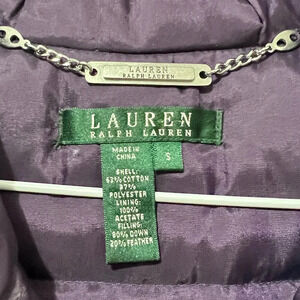 LAUREN
RALPH LAUREN
LAUREN
RALPH LAUREN
MADE IN
CHINA
S
SHELL:
63% COTTON
37%
POLYESTER
LINING:
100%
ACETATE
FILLING:
80% DOWN
20% FEATHER